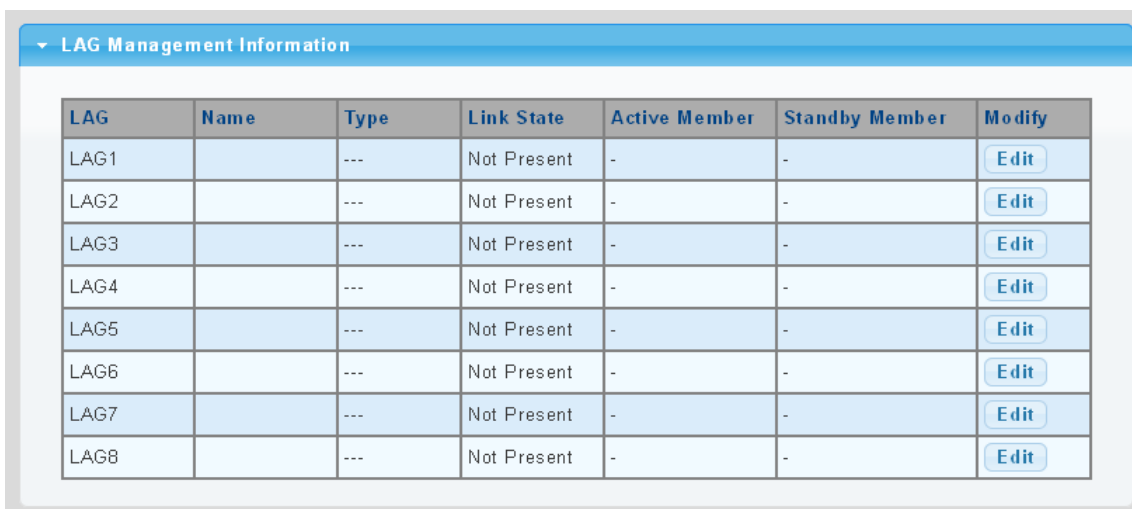 LAG Management Information
LAG Name Type Link State Active Member Standby Member Modify
LAG1 --- Not Present - - Edit
LAG2 --- Not Present - - Edit
LAG3 --- Not Present - - Edit
LAG4 --- Not Present - - Edit
LAG5 --- Not Present - - Edit
LAG6 --- Not Present - - Edit
LAG7 --- Not Present - - Edit
LAG8 --- Not Present - - Edit